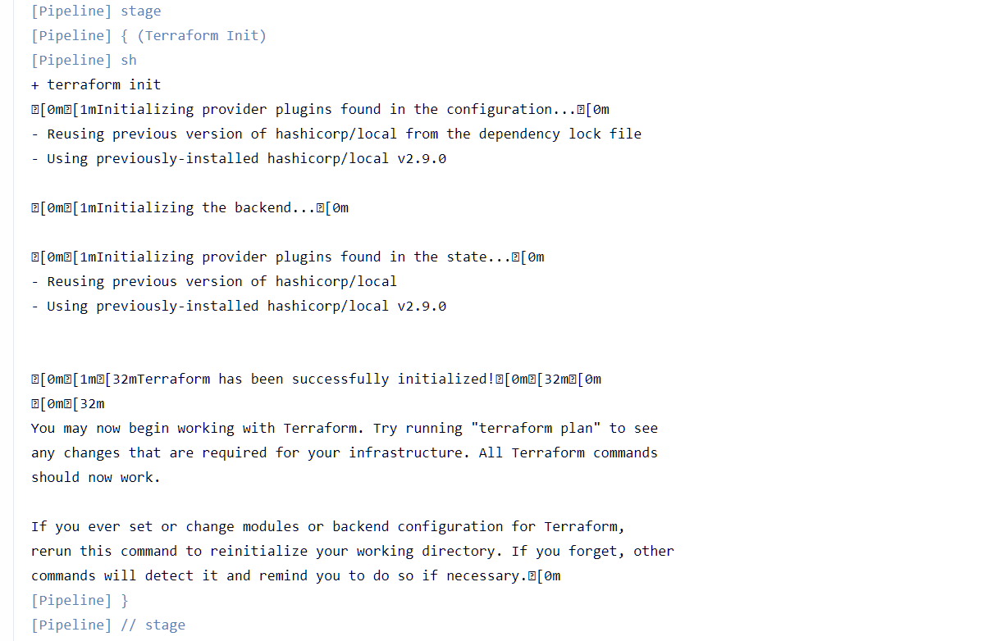 [Pipeline] stage
[Pipeline] { (Terraform Init)
[Pipeline] sh
+ terraform init
�[0m�[1mInitializing provider plugins found in the configuration...�[0m
- Reusing previous version of hashicorp/local from the dependency lock file
- Using previously-installed hashicorp/local v2.9.0
�[0m�[1mInitializing the backend...�[0m
�[0m�[1mInitializing provider plugins found in the state...�[0m
- Reusing previous version of hashicorp/local
- Using previously-installed hashicorp/local v2.9.0
�[0m�[1m�[32mTerraform has been successfully initialized!�[0m�[32m�[0m
�[0m�[32m
You may now begin working with Terraform. Try running "terraform plan" to see
any changes that are required for your infrastructure. All Terraform commands
should now work.
If you ever set or change modules or backend configuration for Terraform,
rerun this command to reinitialize your working directory. If you forget, other
commands will detect it and remind you to do so if necessary.�[0m
[Pipeline] }
[Pipeline] // stage